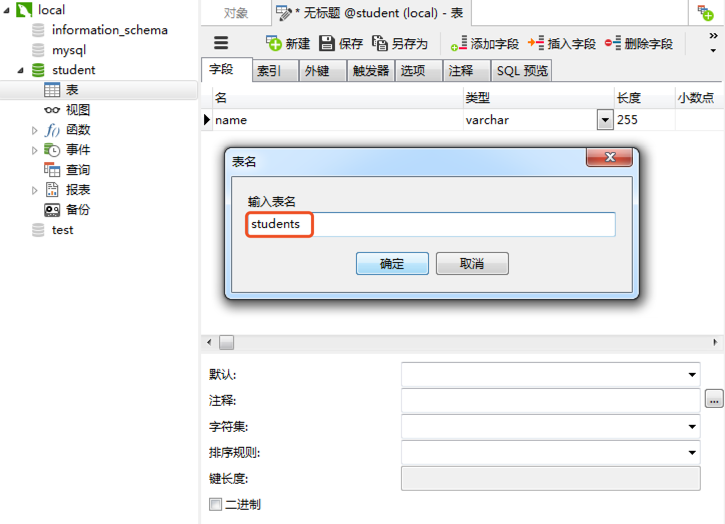 local
information_schema
mysql
student
表
视图
f() 函数
事件
查询
报表
备份
test
对象
* 无标题 @student (local) - 表
新建 保存 另存为 添加字段 插入字段 删除字段
字段 索引 外键 触发器 选项 注释 SQL 预览
名 类型 长度 小数点
name varchar 255
表名
输入表名
students
确定 取消
默认:
注释:
...
字符集:
排序规则:
键长度:
二进制